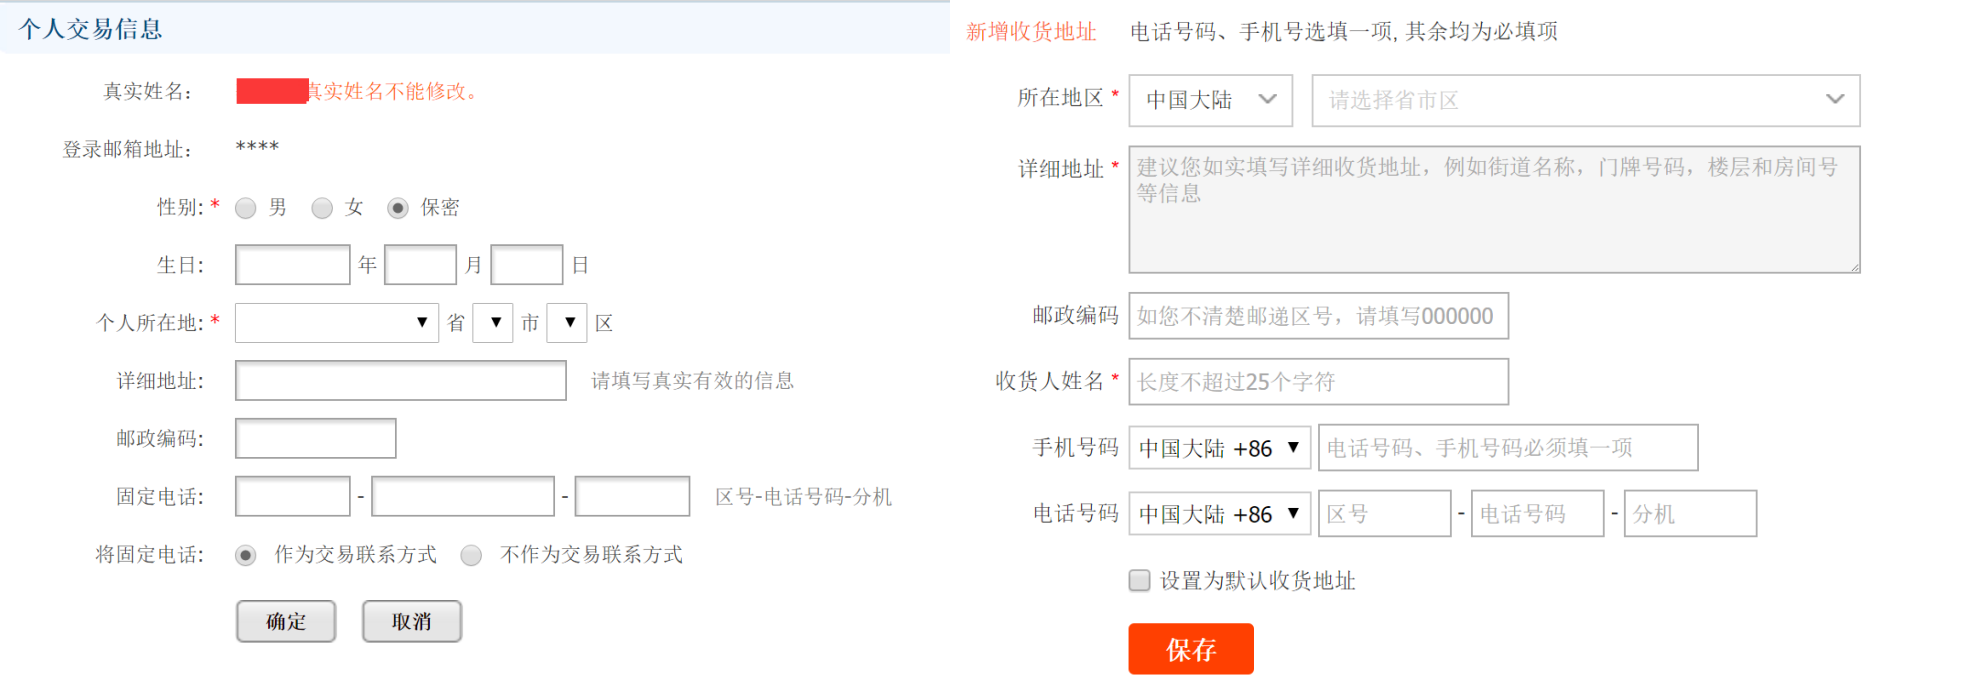 个人交易信息
真实姓名： 真实姓名不能修改。
登录邮箱地址： ****
性别:* 男 女 保密
生日: 年 月 日
个人所在地:* 省 市 区
详细地址: 请填写真实有效的信息
邮政编码:
固定电话: - - 区号-电话号码-分机
将固定电话: 作为交易联系方式 不作为交易联系方式
确定 取消
新增收货地址 电话号码、手机号选填一项, 其余均为必填项
所在地区* 中国大陆 请选择省市区
详细地址* 建议您如实填写详细收货地址，例如街道名称，门牌号码，楼层和房间号
等信息
邮政编码 如您不清楚邮递区号，请填写000000
收货人姓名* 长度不超过25个字符
手机号码 中国大陆 +86 电话号码、手机号码必须填一项
电话号码 中国大陆 +86 区号 - 电话号码 - 分机
设置为默认收货地址
保存